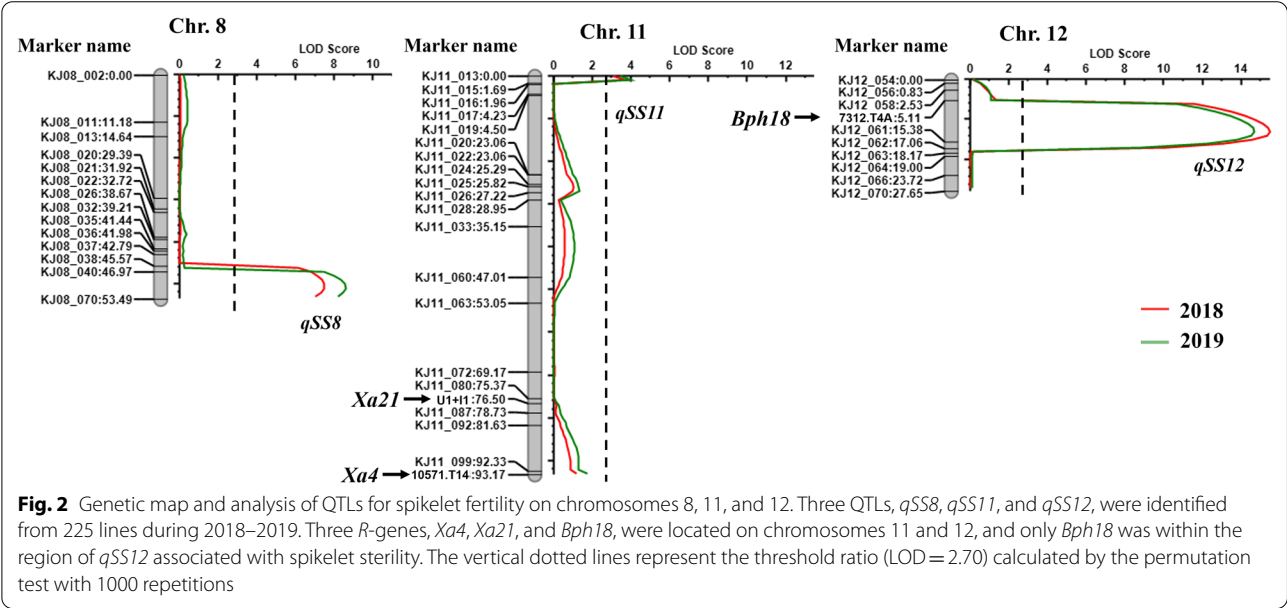 Chr. 8
Marker name
LOD Score
0 2 4 6 8 10
KJ08_002:0.00
KJ08_011:11.18
KJ08_013:14.64
KJ08_020:29.39
KJ08_021:31.92
KJ08_022:32.72
KJ08_026:38.67
KJ08_032:39.21
KJ08_035:41.44
KJ08_036:41.98
KJ08_037:42.79
KJ08_038:45.57
KJ08_040:46.97
KJ08_070:53.49
qSS8
Chr. 11
Marker name
LOD Score
0 2 4 6 8 10 12
KJ11_013:0.00
KJ11_015:1.69
KJ11_016:1.96
KJ11_017:4.23
KJ11_019:4.50
KJ11_020:23.06
KJ11_022:23.06
KJ11_024:25.29
KJ11_025:25.82
KJ11_026:27.22
KJ11_028:28.95
KJ11_033:35.15
KJ11_060:47.01
KJ11_063:53.05
KJ11_072:69.17
KJ11_080:75.37
Xa21
U1+I1:76.50
KJ11_087:78.73
KJ11_092:81.63
KJ11_099:92.33
Xa4
10571.T14:93.17
qSS11
Chr. 12
Marker name
LOD Score
0 2 4 6 8 10 12 14
KJ12_054:0.00
KJ12_056:0.83
KJ12_058:2.53
Bph18
7312.T4A:5.11
KJ12_061:15.38
KJ12_062:17.06
KJ12_063:18.17
KJ12_064:19.00
KJ12_066:23.72
KJ12_070:27.65
qSS12
2018
2019
Fig. 2 Genetic map and analysis of QTLs for spikelet fertility on chromosomes 8, 11, and 12. Three QTLs, qSS8, qSS11, and qSS12, were identified
from 225 lines during 2018–2019. Three R-genes, Xa4, Xa21, and Bph18, were located on chromosomes 11 and 12, and only Bph18 was within the
region of qSS12 associated with spikelet sterility. The vertical dotted lines represent the threshold ratio (LOD = 2.70) calculated by the permutation
test with 1000 repetitions